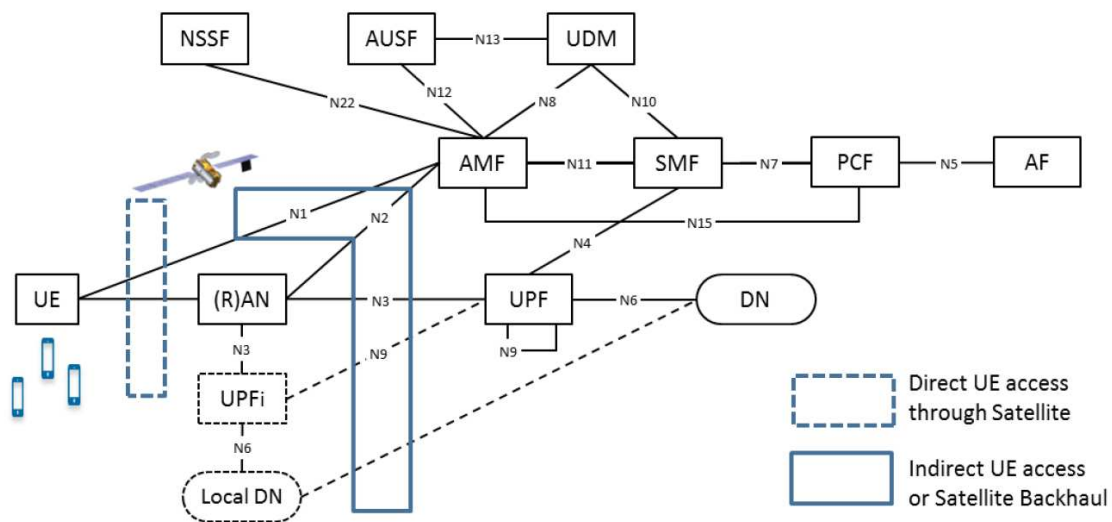 NSSF
AUSF
N13
UDM
N22
N12
N8
N10
AMF
N11
SMF
N7
PCF
N5
AF
N1
N2
N15
N4
UE
(R)AN
N3
UPF
N6
DN
N3
N9
N9
UPFi
N6
Local DN
Direct UE access
through Satellite
Indirect UE access
or Satellite Backhaul